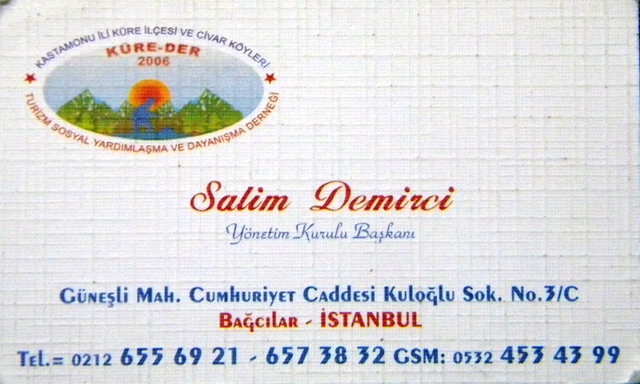 KASTAMONU İLİ KÜRE İLÇESİ VE CİVAR KÖYLERİ
KÜRE-DER
2006
TURİZM SOSYAL YARDIMLAŞMA VE DAYANIŞMA DERNEĞİ
Salim Demirci
Yönetim Kurulu Başkanı
Güneşli Mah. Cumhuriyet Caddesi Kuloğlu Sok. No.3/C
Bağcılar - İSTANBUL
Tel.= 0212 655 69 21 - 657 38 32 GSM: 0532 453 43 99